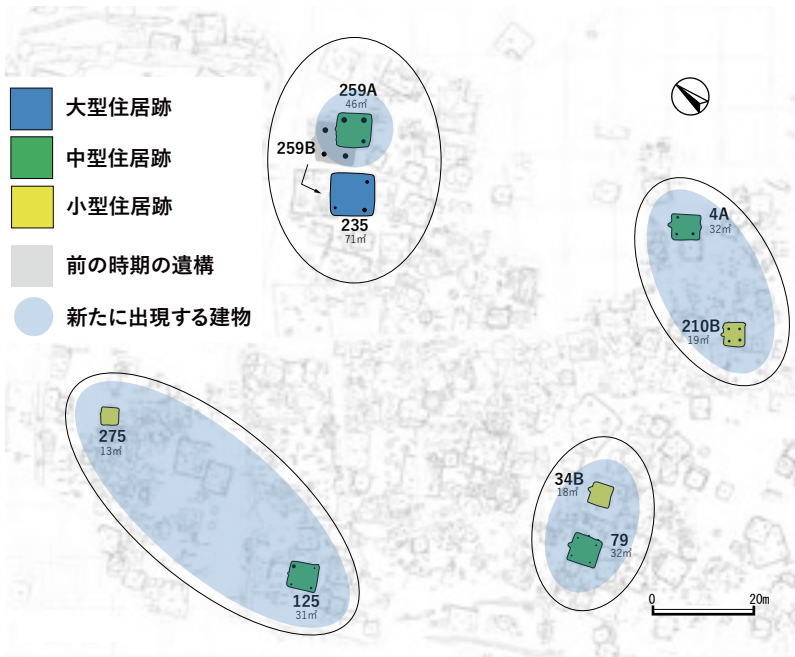 大型住居跡
中型住居跡
小型住居跡
前の時期の遺構
新たに出現する建物
259A
46㎡
259B
235
71㎡
4A
32㎡
210B
19㎡
275
13㎡
125
31㎡
34B
18㎡
79
32㎡
0 20m